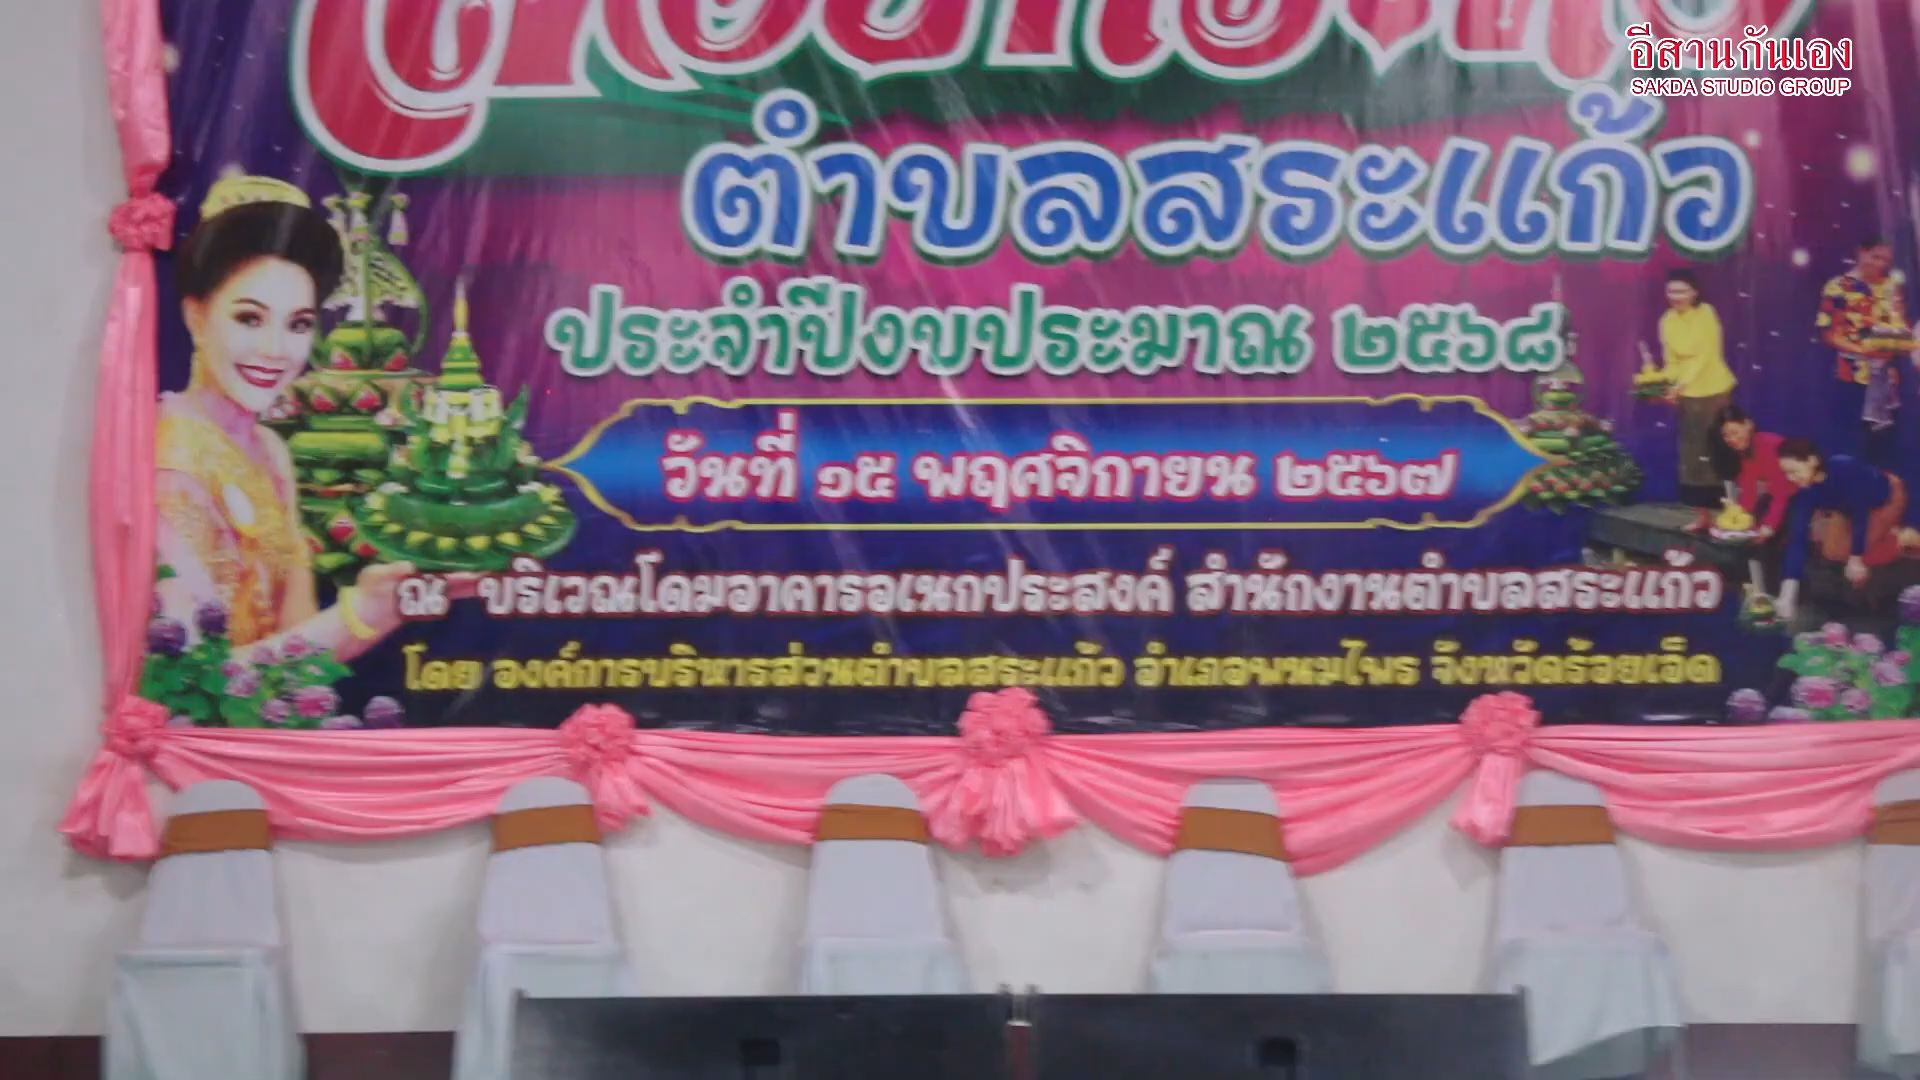 อีสานกันเอง
SAKDA STUDIO GROUP
ตำบลสระแก้ว
ประจำปีงบประมาณ ๒๕๖๘
วันที่ ๑๕ พฤศจิกายน ๒๕๖๗
ณ บริเวณโดมอาคารอเนกประสงค์ สำนักงานตำบลสระแก้ว
โดย องค์การบริหารส่วนตำบลสระแก้ว อำเภอพนมไพร จังหวัดร้อยเอ็ด